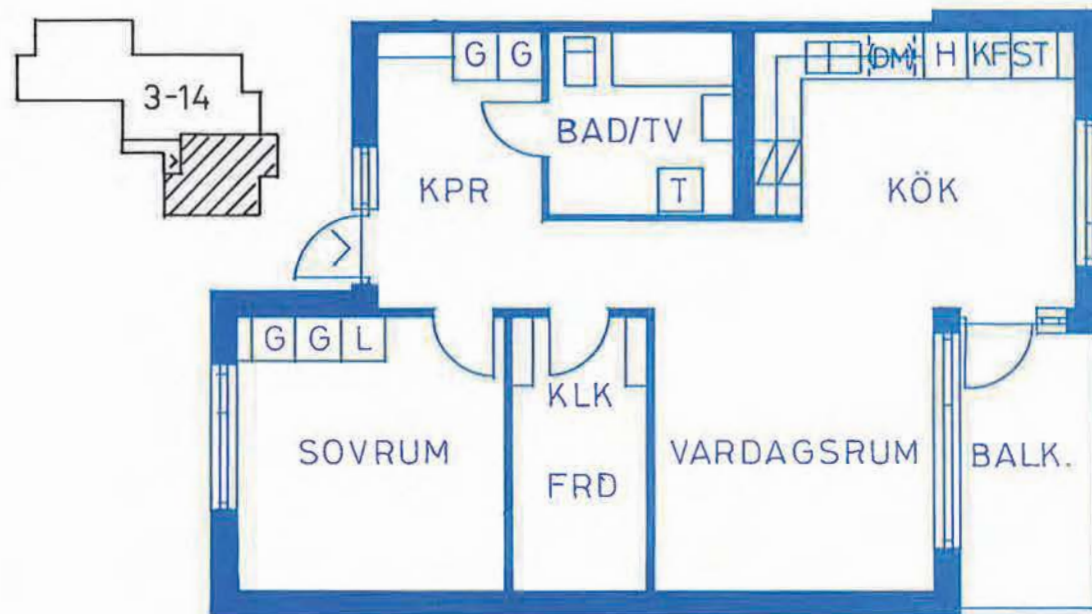 3-14
G G
DM H KF ST
BAD/TV
T
KPR
KÖK
G G L
KLK
SOVRUM
VARDAGSRUM
BALK.
FRD